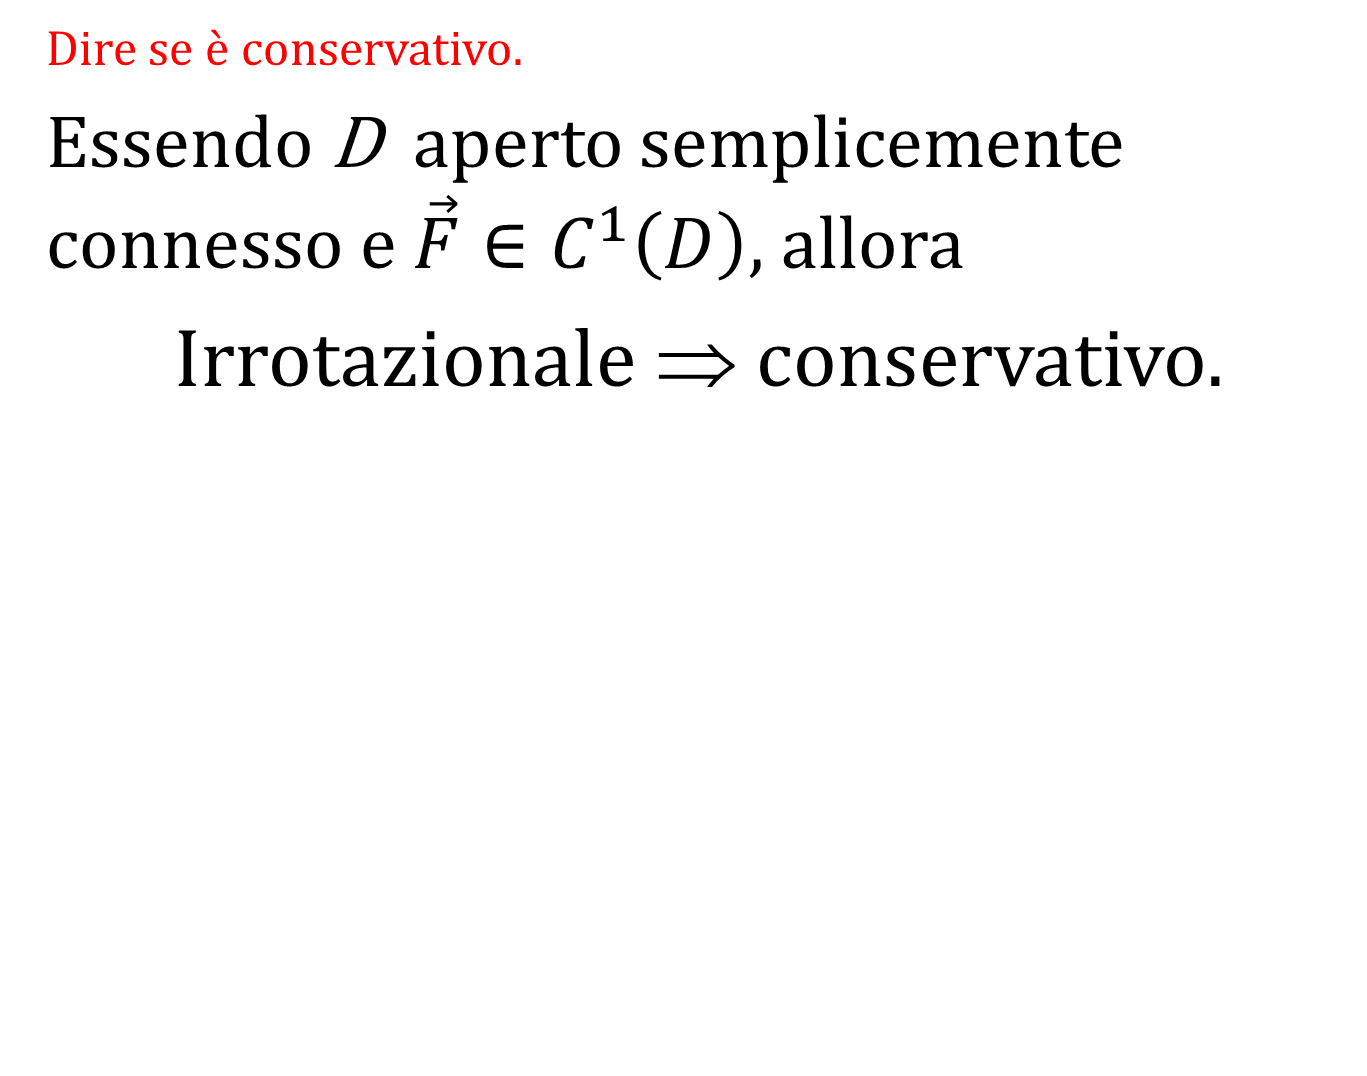 Dire se è conservativo.
Essendo D aperto semplicemente
connesso e F⃗ ∈ C¹(D), allora
Irrotazionale ⟹ conservativo.